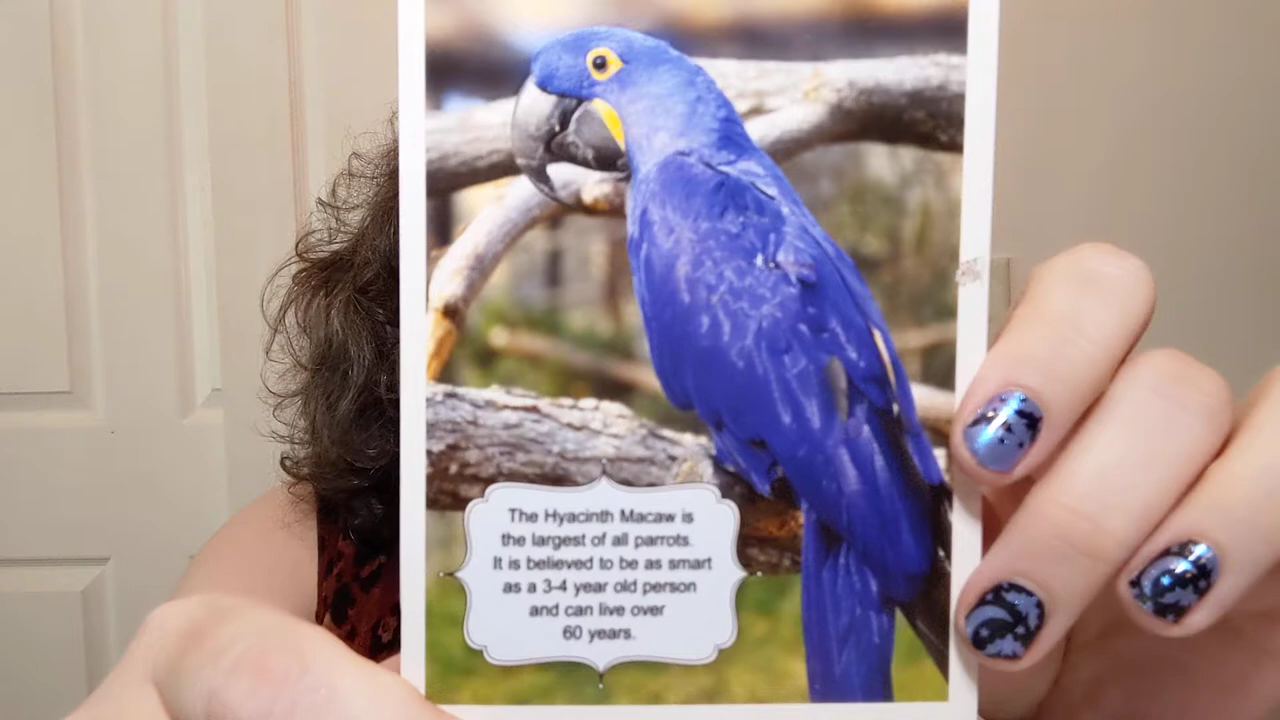 The Hyacinth Macaw is
the largest of all parrots.
It is believed to be as smart
as a 3-4 year old person
and can live over
60 years.